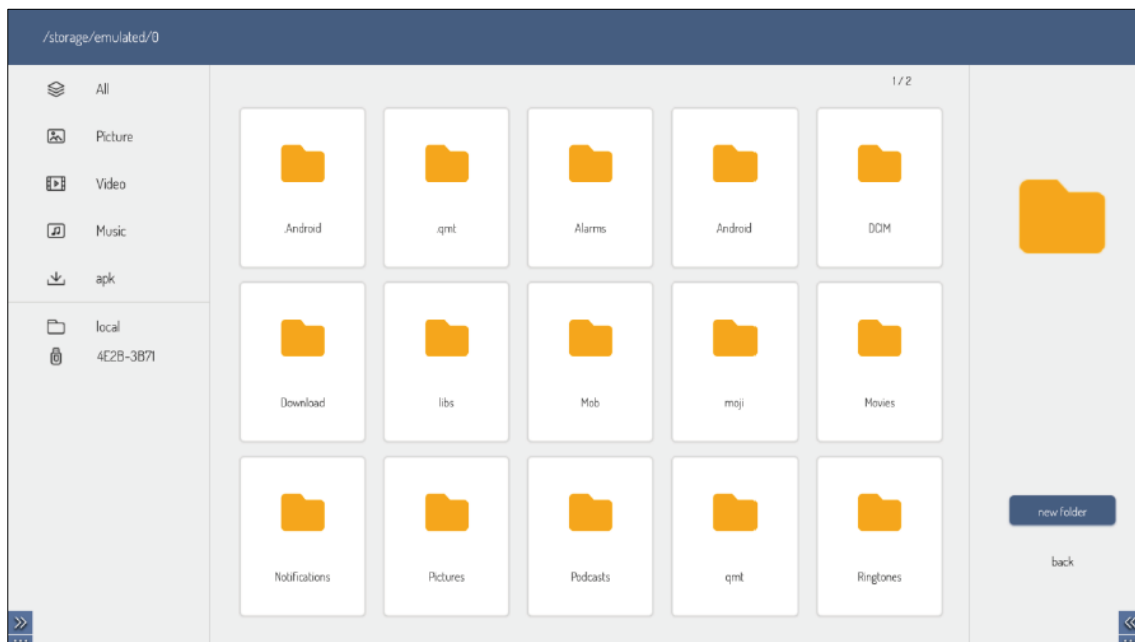 /storage/emulated/0
All
Picture
Video
Music
apk
local
4E2B-3B71
1 / 2
.Android
.qmt
Alarms
Android
DCIM
Download
libs
Mob
moji
Movies
Notifications
Pictures
Podcasts
qmt
Ringtones
new folder
back